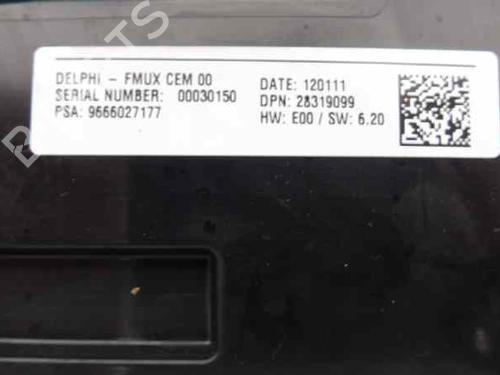 DELPHI - FMUX CEM 00
SERIAL NUMBER: 00030150
PSA: 9666027177
DATE: 120111
DPN: 28319099
HW: E00 / SW: 6.20